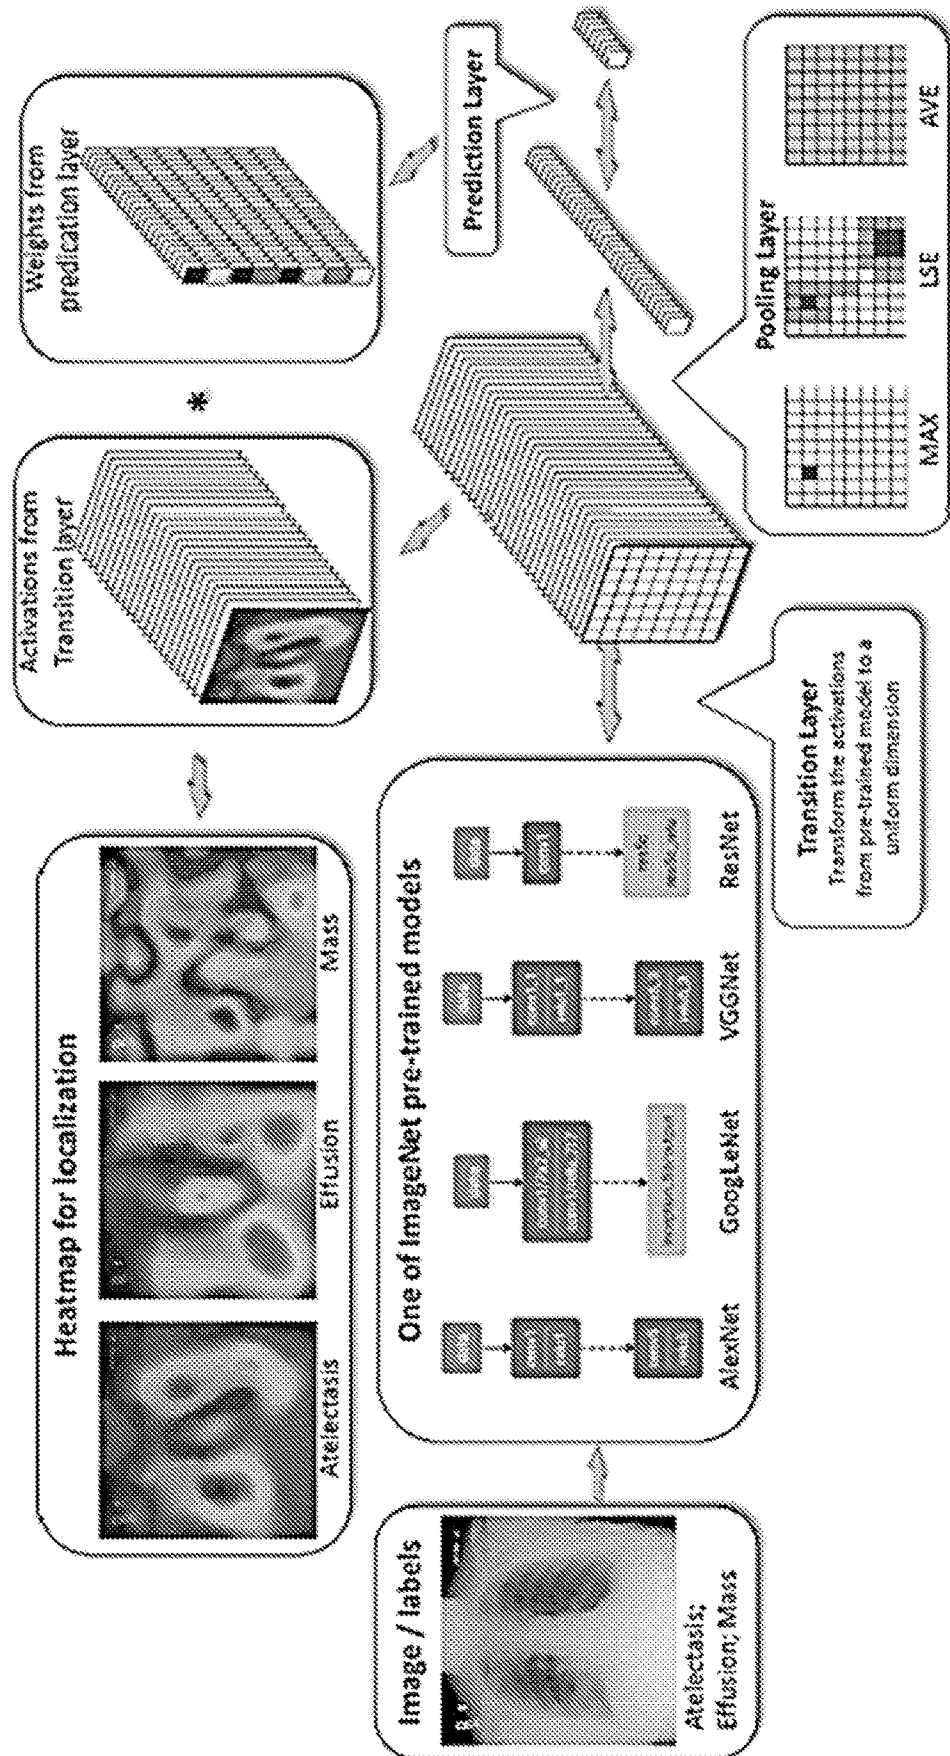 Heatmap for localization
Atelectasis
Effusion
Mass
Activations from
Transition layer
*
Weights from
predication layer
Image / labels
Atelectasis;
Effusion; Mass
One of ImageNet pre-trained models
AlexNet
GoogLeNet
VGGNet
ResNet
Prediction Layer
Transition Layer
Transform the activations
from pre-trained model to a
uniform dimension
Pooling Layer
MAX
LSE
AVE